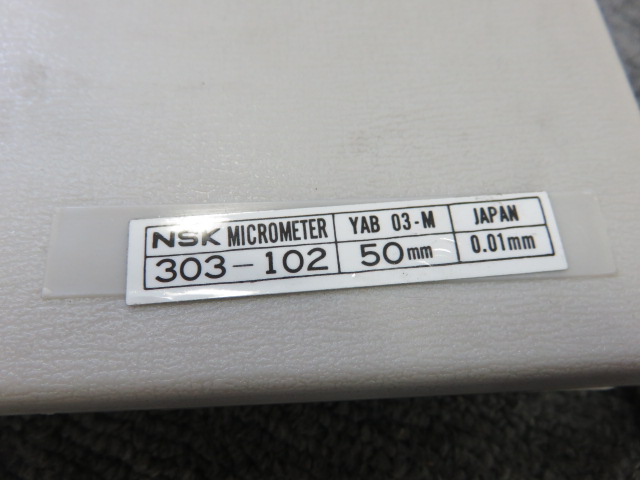 NSK MICROMETER YAB 03-M JAPAN
303-102 50mm 0.01mm